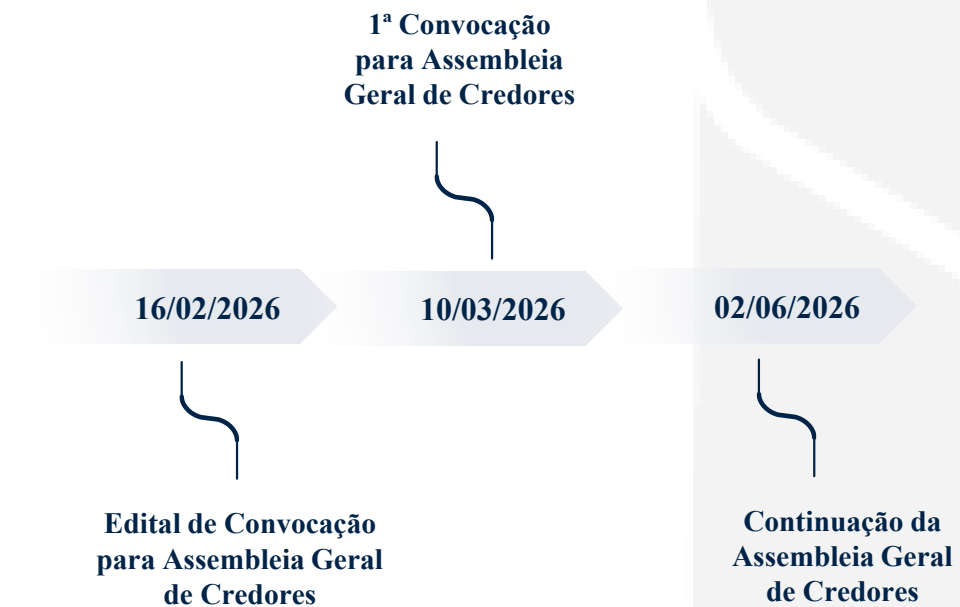 1ª Convocação
para Assembleia
Geral de Credores
16/02/2026
10/03/2026
02/06/2026
Edital de Convocação
para Assembleia Geral
de Credores
Continuação da
Assembleia Geral
de Credores